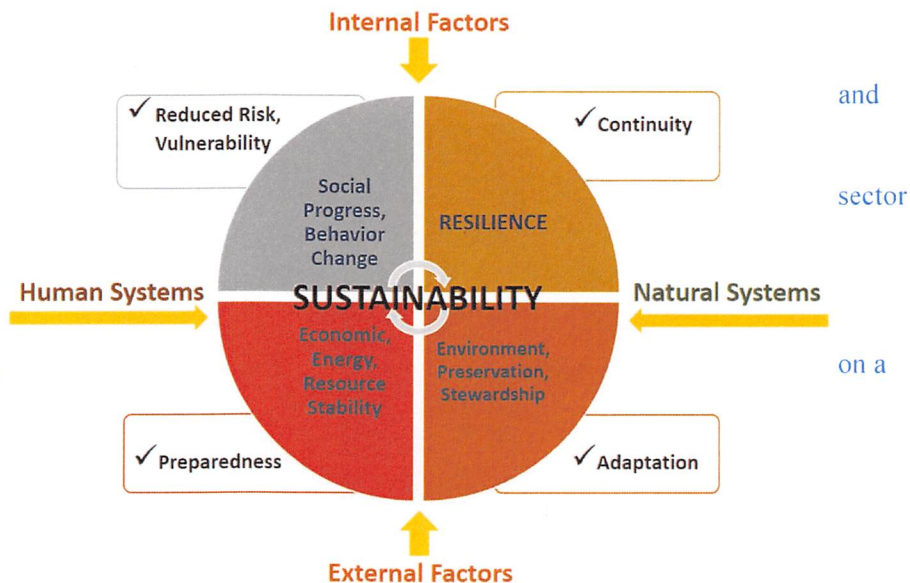 Internal Factors
and
✓ Reduced Risk,
Vulnerability
✓ Continuity
sector
Social
Progress,
Behavior
Change
RESILIENCE
Human Systems
SUSTAINABILITY
Natural Systems
Economic,
Energy,
Resource
Stability
Environment,
Preservation,
Stewardship
on a
✓ Preparedness
✓ Adaptation
External Factors